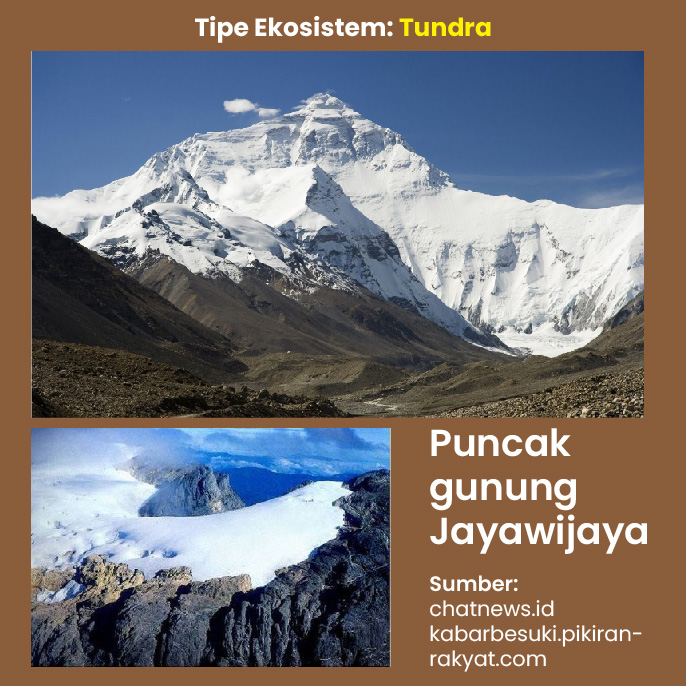 Tipe Ekosistem: Tundra
Puncak
gunung
Jayawijaya
Sumber:
chatnews.id
kabarbesuki.pikiran-
rakyat.com